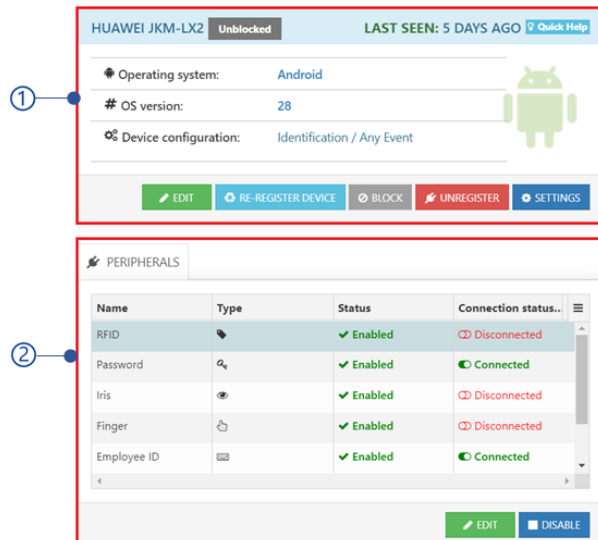 HUAWEI JKM-LX2 Unblocked LAST SEEN: 5 DAYS AGO Quick Help
Operating system: Android
# OS version: 28
Device configuration: Identification / Any Event
1
EDIT RE-REGISTER DEVICE BLOCK UNREGISTER SETTINGS
PERIPHERALS
Name Type Status Connection status...
RFID Enabled Disconnected
2
Password Enabled Connected
Iris Enabled Disconnected
Finger Enabled Disconnected
Employee ID Enabled Connected
EDIT DISABLE